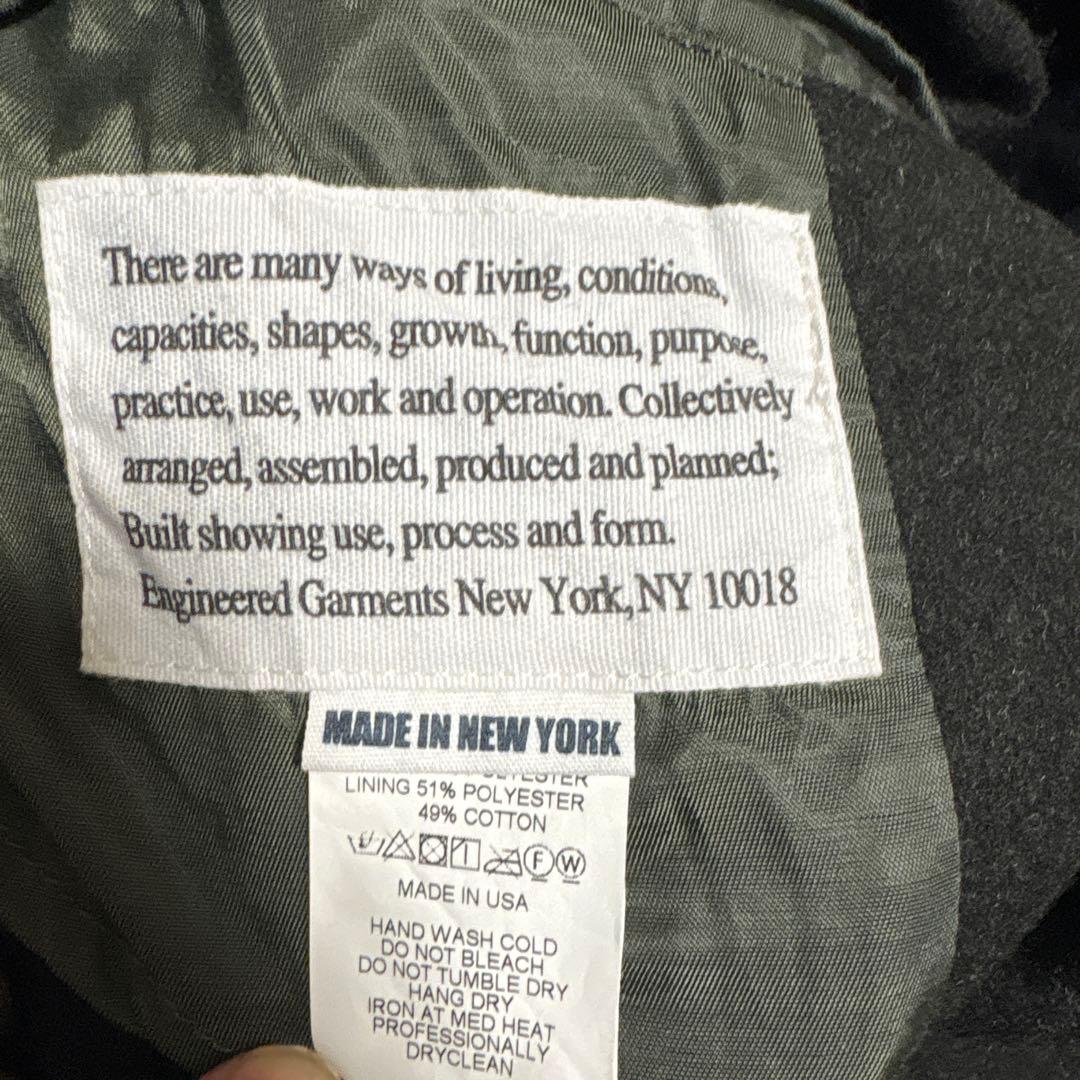 There are many ways of living, conditions,
capacities, shapes, growth, function, purpose,
practice, use, work and operation. Collectively
arranged, assembled, produced and planned;
Built showing use, process and form.
Engineered Garments New York, NY 10018
MADE IN NEW YORK
LINING 51% POLYESTER
49% COTTON
F W
MADE IN USA
HAND WASH COLD
DO NOT BLEACH
DO NOT TUMBLE DRY
HANG DRY
IRON AT MED HEAT
PROFESSIONALLY
DRYCLEAN